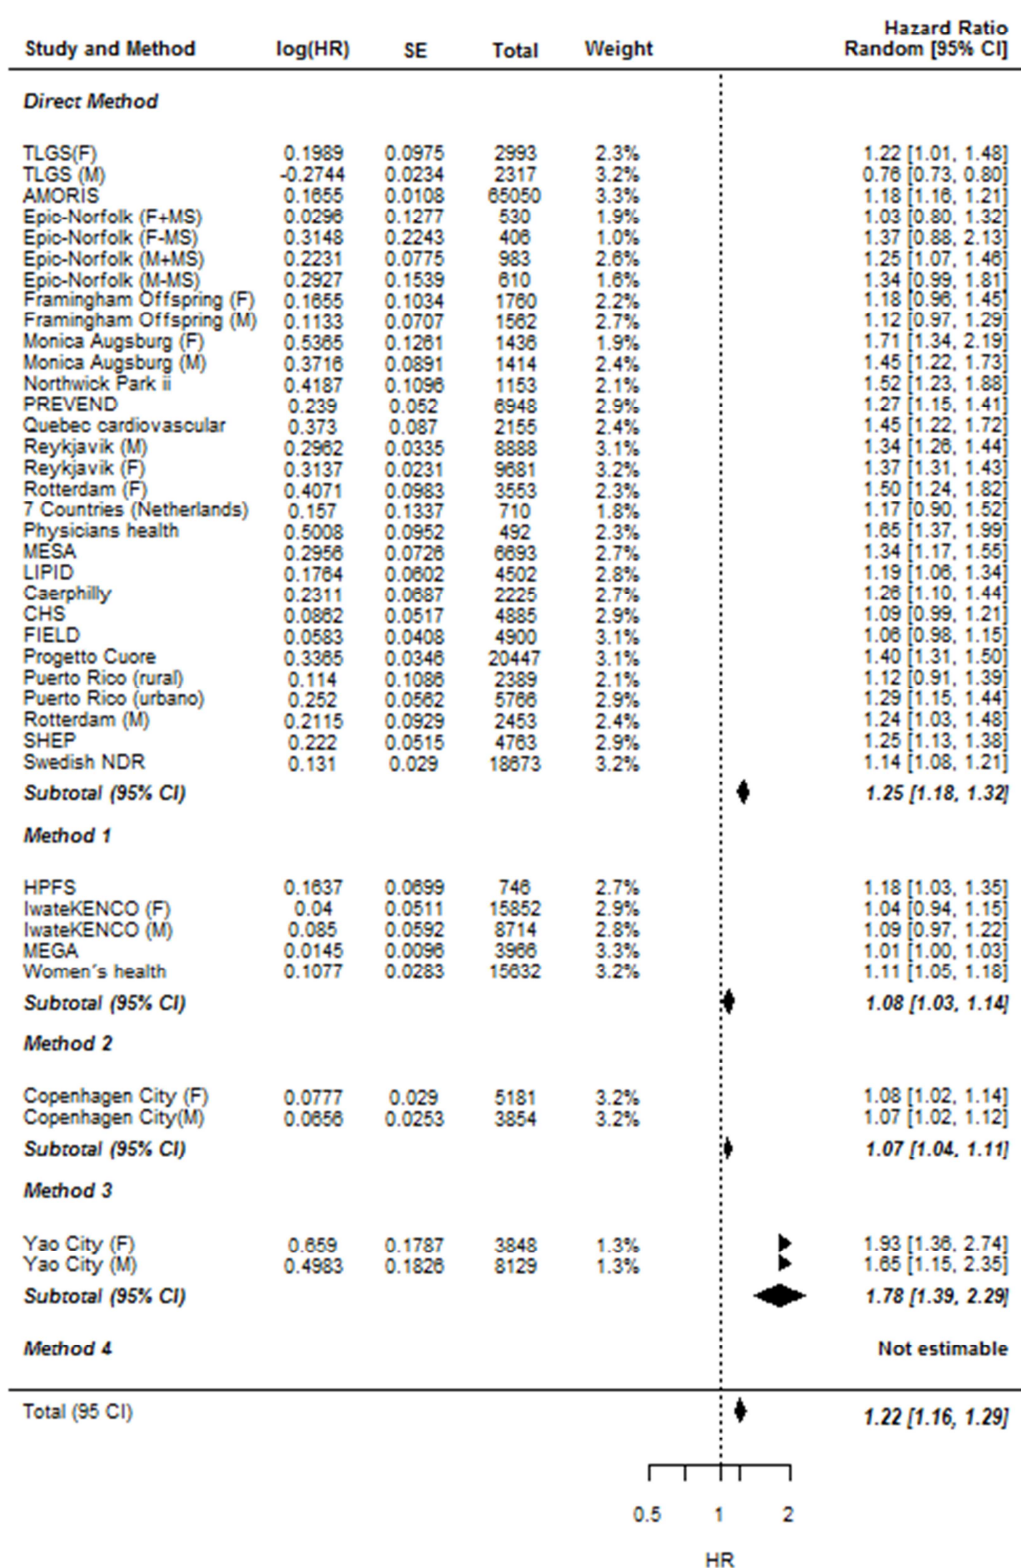 Hazard Ratio
Study and Method log(HR) SE Total Weight Random [95% CI]
Direct Method
TLGS(F) 0.1989 0.0975 2993 2.3% 1.22 [1.01, 1.48]
TLGS (M) -0.2744 0.0234 2317 3.2% 0.76 [0.73, 0.80]
AMORIS 0.1655 0.0108 65050 3.3% 1.18 [1.16, 1.21]
Epic-Norfolk (F+MS) 0.0296 0.1277 530 1.9% 1.03 [0.80, 1.32]
Epic-Norfolk (F-MS) 0.3148 0.2243 406 1.0% 1.37 [0.88, 2.13]
Epic-Norfolk (M+MS) 0.2231 0.0775 983 2.6% 1.25 [1.07, 1.46]
Epic-Norfolk (M-MS) 0.2927 0.1539 610 1.6% 1.34 [0.99, 1.81]
Framingham Offspring (F) 0.1655 0.1034 1760 2.2% 1.18 [0.96, 1.45]
Framingham Offspring (M) 0.1133 0.0707 1562 2.7% 1.12 [0.97, 1.29]
Monica Augsburg (F) 0.5365 0.1261 1436 1.9% 1.71 [1.34, 2.19]
Monica Augsburg (M) 0.3716 0.0891 1414 2.4% 1.45 [1.22, 1.73]
Northwick Park ii 0.4187 0.1096 1153 2.1% 1.52 [1.23, 1.88]
PREVEND 0.239 0.052 6948 2.9% 1.27 [1.15, 1.41]
Quebec cardiovascular 0.373 0.087 2155 2.4% 1.45 [1.22, 1.72]
Reykjavik (M) 0.2962 0.0335 8888 3.1% 1.34 [1.26, 1.44]
Reykjavik (F) 0.3137 0.0231 9681 3.2% 1.37 [1.31, 1.43]
Rotterdam (F) 0.4071 0.0983 3553 2.3% 1.50 [1.24, 1.82]
7 Countries (Netherlands) 0.157 0.1337 710 1.8% 1.17 [0.90, 1.52]
Physicians health 0.5008 0.0952 492 2.3% 1.65 [1.37, 1.99]
MESA 0.2956 0.0726 6693 2.7% 1.34 [1.17, 1.55]
LIPID 0.1764 0.0602 4502 2.8% 1.19 [1.06, 1.34]
Caerphilly 0.2311 0.0687 2225 2.7% 1.26 [1.10, 1.44]
CHS 0.0862 0.0517 4885 2.9% 1.09 [0.99, 1.21]
FIELD 0.0583 0.0408 4900 3.1% 1.06 [0.98, 1.15]
Progetto Cuore 0.3365 0.0346 20447 3.1% 1.40 [1.31, 1.50]
Puerto Rico (rural) 0.114 0.1086 2389 2.1% 1.12 [0.91, 1.39]
Puerto Rico (urbano) 0.252 0.0562 5766 2.9% 1.29 [1.15, 1.44]
Rotterdam (M) 0.2115 0.0929 2453 2.4% 1.24 [1.03, 1.48]
SHEP 0.222 0.0515 4763 2.9% 1.25 [1.13, 1.38]
Swedish NDR 0.131 0.029 18673 3.2% 1.14 [1.08, 1.21]
Subtotal (95% CI) 1.25 [1.18, 1.32]
Method 1
HPFS 0.1637 0.0699 746 2.7% 1.18 [1.03, 1.35]
IwateKENCO (F) 0.04 0.0511 15852 2.9% 1.04 [0.94, 1.15]
IwateKENCO (M) 0.085 0.0592 8714 2.8% 1.09 [0.97, 1.22]
MEGA 0.0145 0.0096 3966 3.3% 1.01 [1.00, 1.03]
Women´s health 0.1077 0.0283 15632 3.2% 1.11 [1.05, 1.18]
Subtotal (95% CI) 1.08 [1.03, 1.14]
Method 2
Copenhagen City (F) 0.0777 0.029 5181 3.2% 1.08 [1.02, 1.14]
Copenhagen City(M) 0.0656 0.0253 3854 3.2% 1.07 [1.02, 1.12]
Subtotal (95% CI) 1.07 [1.04, 1.11]
Method 3
Yao City (F) 0.659 0.1787 3848 1.3% 1.93 [1.36, 2.74]
Yao City (M) 0.4983 0.1826 8129 1.3% 1.65 [1.15, 2.35]
Subtotal (95% CI) 1.78 [1.39, 2.29]
Method 4 Not estimable
Total (95 CI) 1.22 [1.16, 1.29]
0.5 1 2
HR